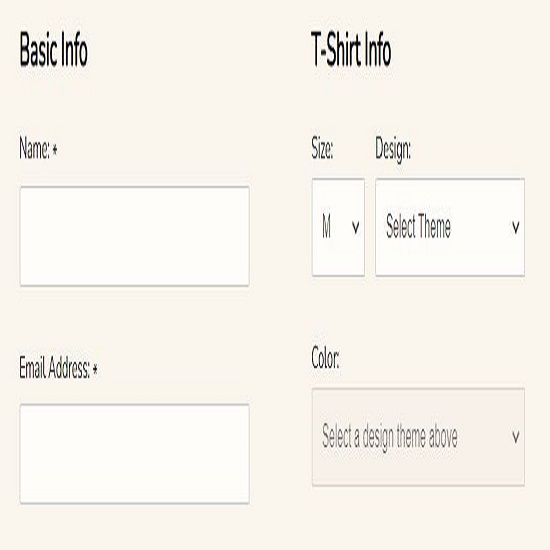 Basic Info
Name: *
Email Address: *
T-Shirt Info
Size:
Design:
M
Select Theme
Color:
Select a design theme above